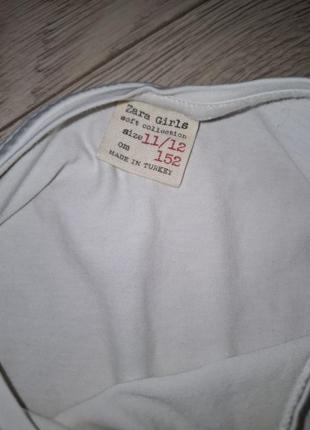 Zara Girls
soft collection
size 11/12
cm 152
MADE IN TURKEY